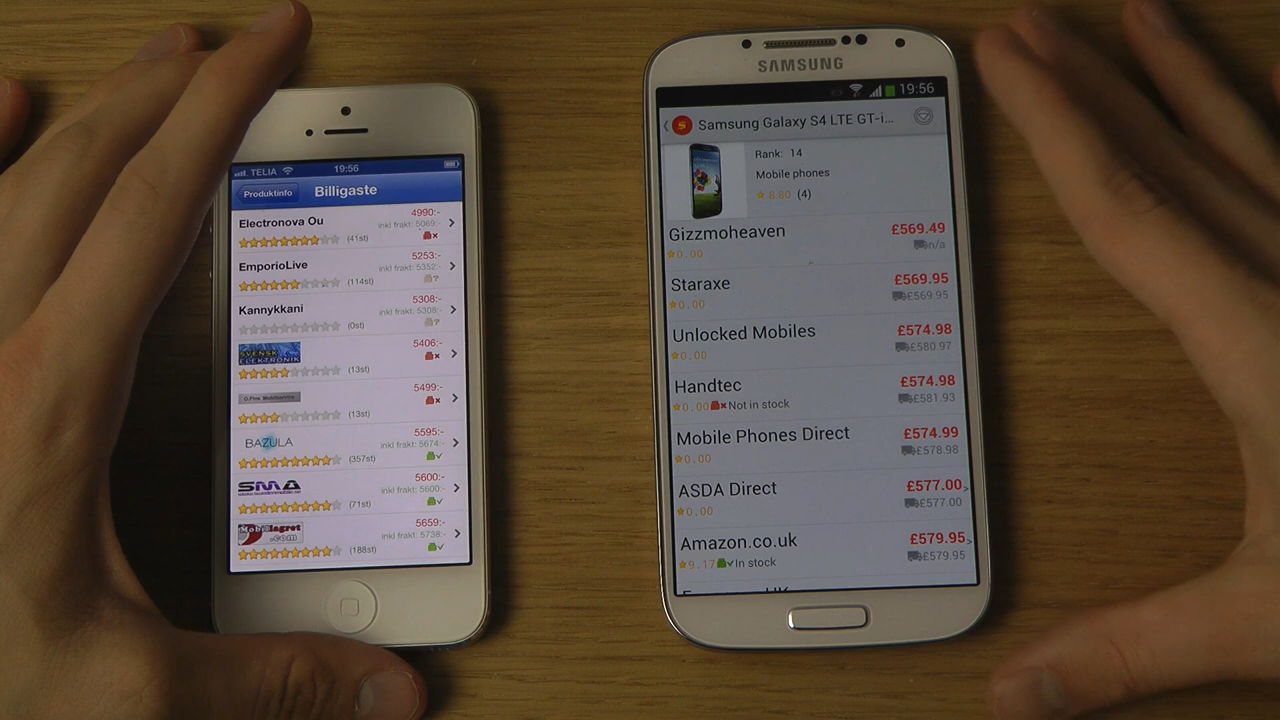 TELIA 19:56
Produktinfo Billigaste
Electronova Ou 4990:-
inkl frakt: 5069:-
(41st)
EmporioLive 5253:-
inkl frakt: 5352:-
(114st) ?
Kannykkani 5308:-
inkl frakt: 5308:-
(0st) ?
SVENSK ELEKTRONIK 5406:-
(13st)
5499:-
(13st)
BAZULA 5595:-
inkl frakt: 5674:-
(357st)
SMA 5600:-
inkl frakt: 5600:-
(71st)
Mobillagret 5659:-
.com inkl frakt: 5738:-
(188st)
SAMSUNG
19:56
Samsung Galaxy S4 LTE GT-i...
Rank: 14
Mobile phones
8.80 (4)
Gizzmoheaven £569.49
0.00 n/a
Staraxe £569.95
0.00 £569.95
Unlocked Mobiles £574.98
0.00 £580.97
Handtec £574.98
0.00 Not in stock £581.93
Mobile Phones Direct £574.99
0.00 £578.98
ASDA Direct £577.00
0.00 £577.00
Amazon.co.uk £579.95
9.17 In stock £579.95